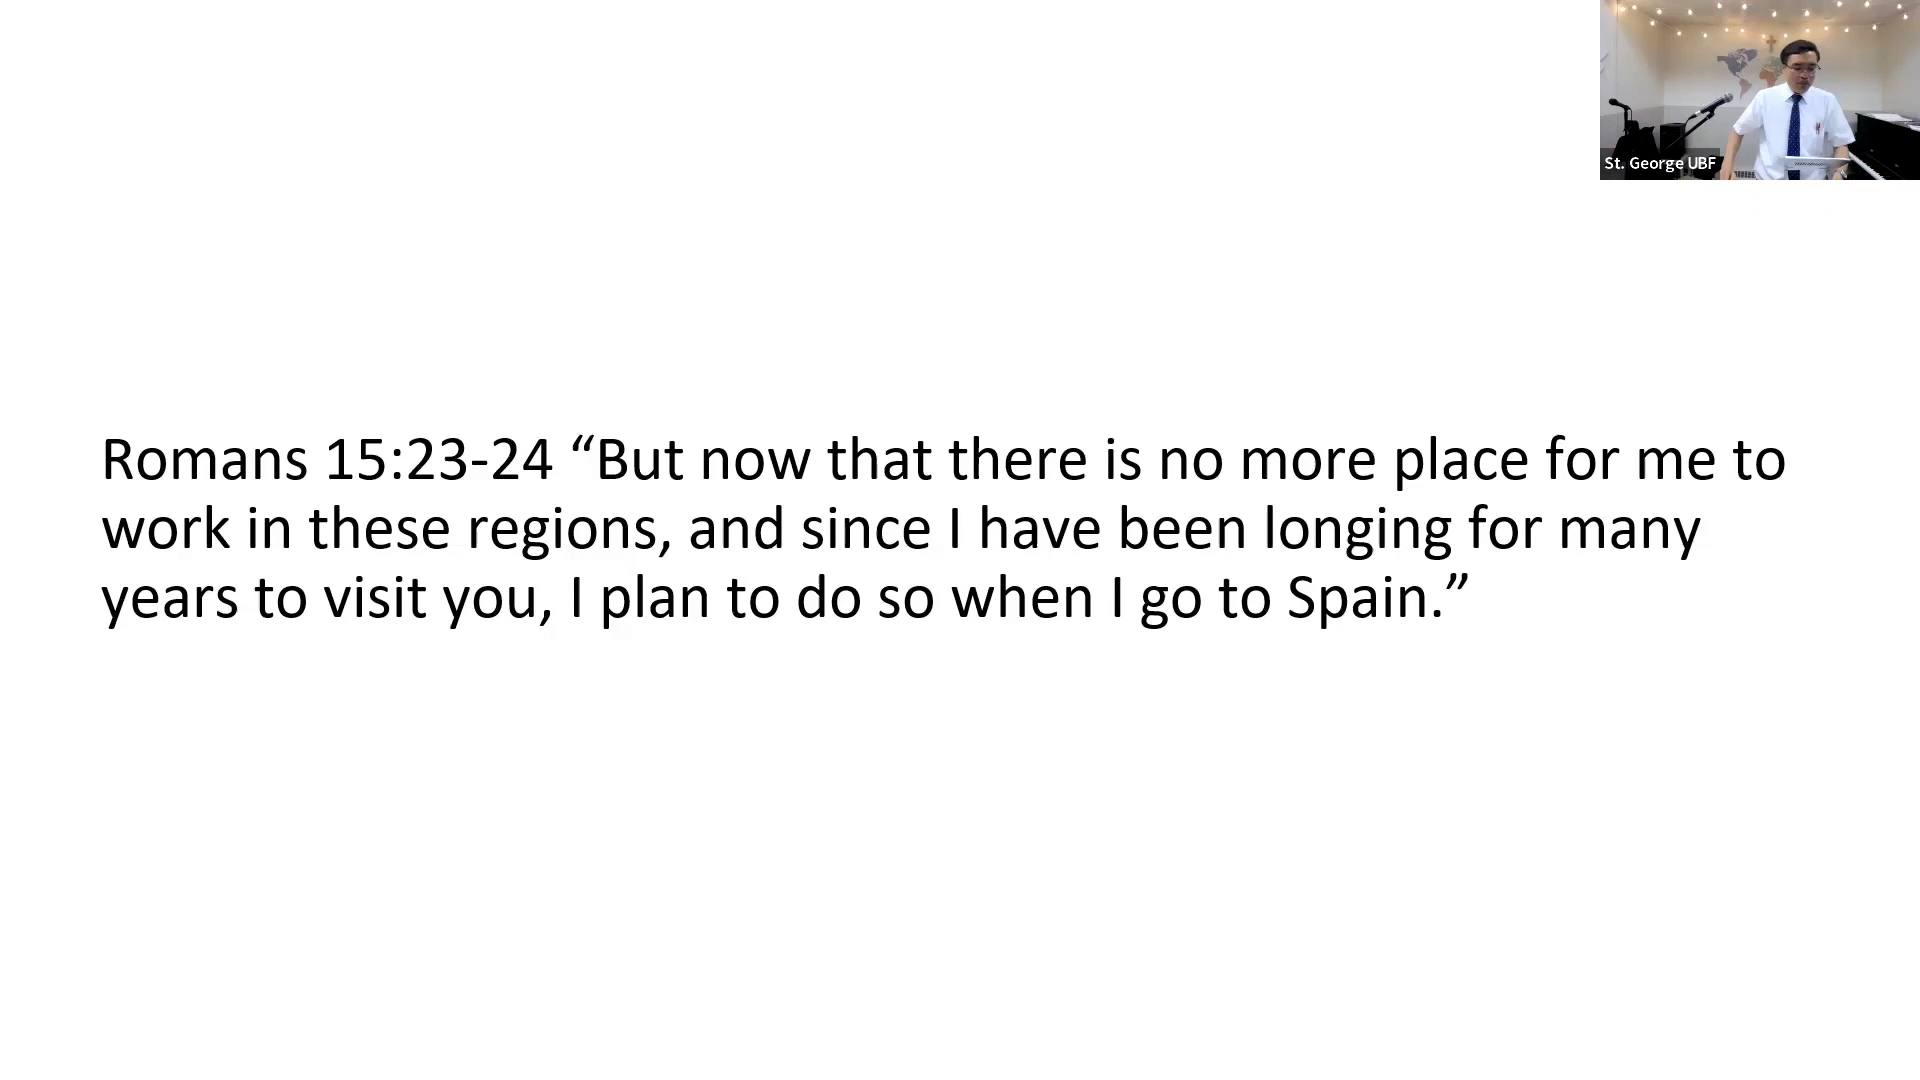 St. George UBF
Romans 15:23-24 “But now that there is no more place for me to
work in these regions, and since I have been longing for many
years to visit you, I plan to do so when I go to Spain.”